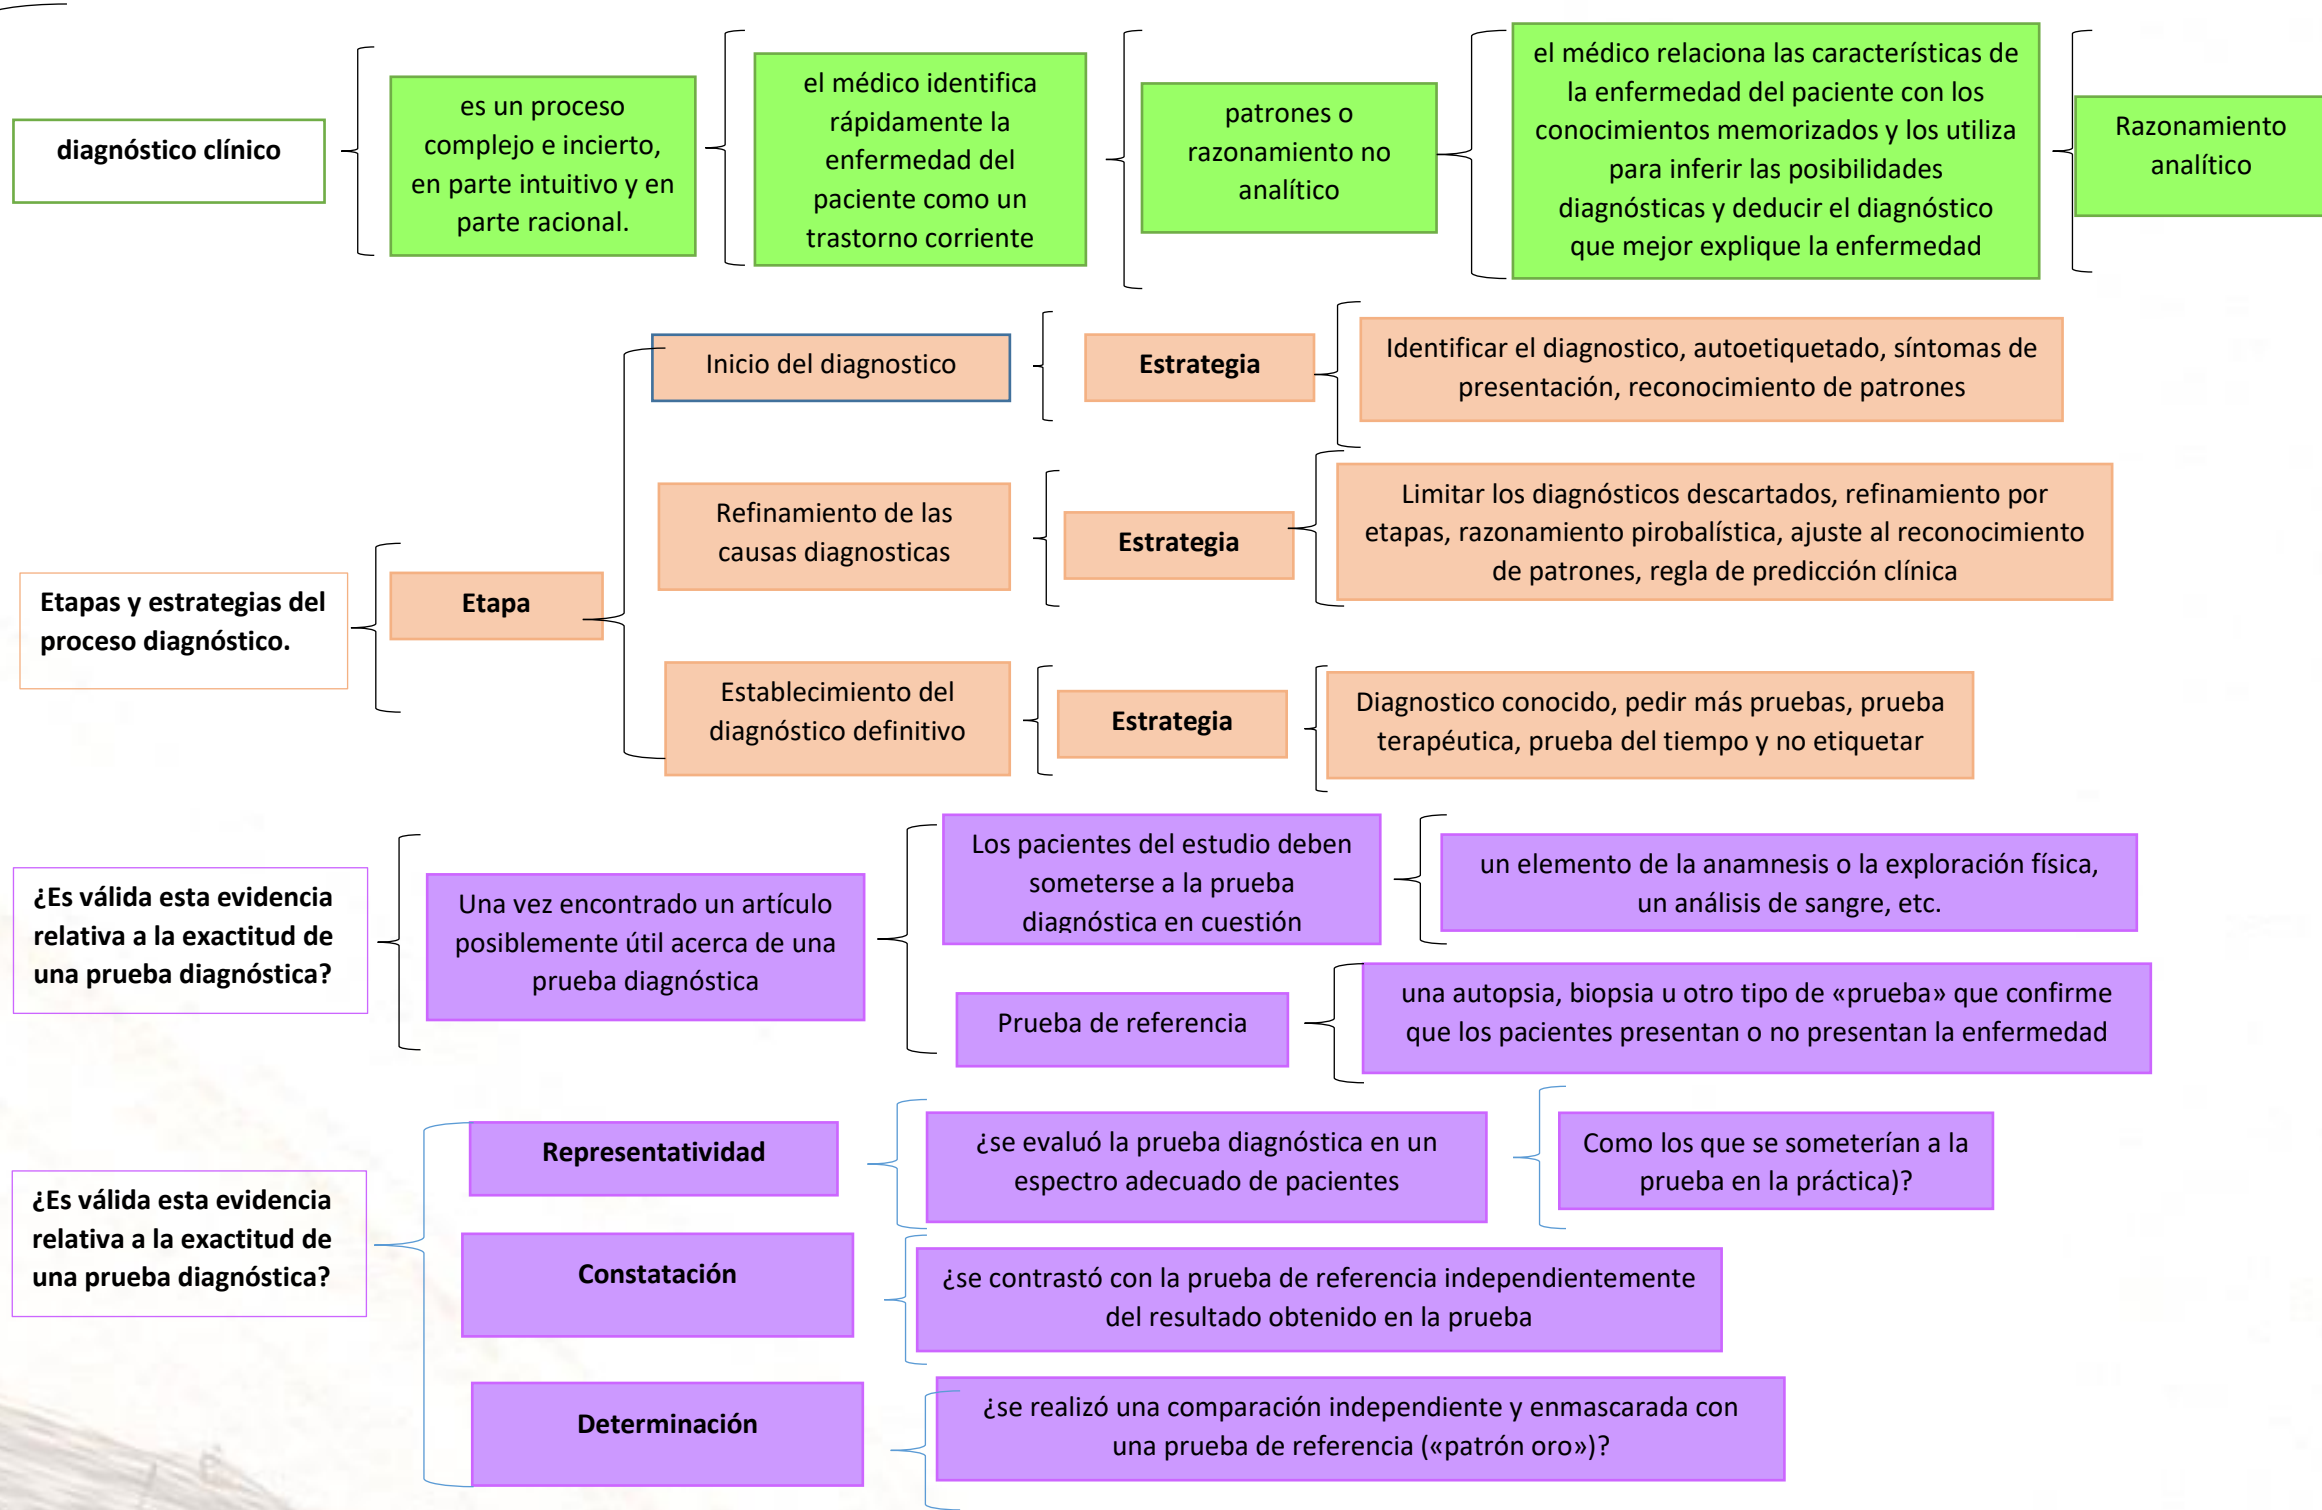 diagnóstico clínico
es un proceso
complejo e incierto,
en parte intuitivo y en
parte racional.
el médico identifica
rápidamente la
enfermedad del
paciente como un
trastorno corriente
patrones o
razonamiento no
analítico
el médico relaciona las características de
la enfermedad del paciente con los
conocimientos memorizados y los utiliza
para inferir las posibilidades
diagnósticas y deducir el diagnóstico
que mejor explique la enfermedad
Razonamiento
analítico
Etapas y estrategias del
proceso diagnóstico.
Etapa
Inicio del diagnostico
Estrategia
Identificar el diagnostico, autoetiquetado, síntomas de
presentación, reconocimiento de patrones
Refinamiento de las
causas diagnosticas
Estrategia
Limitar los diagnósticos descartados, refinamiento por
etapas, razonamiento pirobalística, ajuste al reconocimiento
de patrones, regla de predicción clínica
Establecimiento del
diagnóstico definitivo
Estrategia
Diagnostico conocido, pedir más pruebas, prueba
terapéutica, prueba del tiempo y no etiquetar
¿Es válida esta evidencia
relativa a la exactitud de
una prueba diagnóstica?
Una vez encontrado un artículo
posiblemente útil acerca de una
prueba diagnóstica
Los pacientes del estudio deben
someterse a la prueba
diagnóstica en cuestión
un elemento de la anamnesis o la exploración física,
un análisis de sangre, etc.
Prueba de referencia
una autopsia, biopsia u otro tipo de «prueba» que confirme
que los pacientes presentan o no presentan la enfermedad
¿Es válida esta evidencia
relativa a la exactitud de
una prueba diagnóstica?
Representatividad
¿se evaluó la prueba diagnóstica en un
espectro adecuado de pacientes
Como los que se someterían a la
prueba en la práctica)?
Constatación
¿se contrastó con la prueba de referencia independientemente
del resultado obtenido en la prueba
Determinación
¿se realizó una comparación independiente y enmascarada con
una prueba de referencia («patrón oro»)?